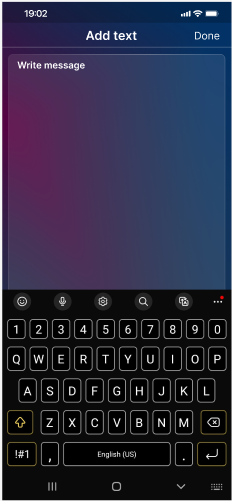 19:02
Add text
Done
Write message
1 2 3 4 5 6 7 8 9 0
Q W E R T Y U I O P
A S D F G H J K L
Z X C V B N M
!#1 , English (US) .